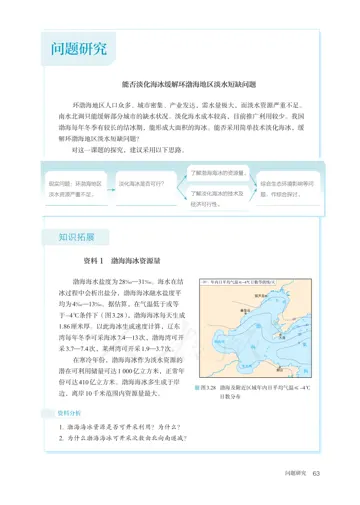 问题研究
能否淡化海冰缓解环渤海地区淡水短缺问题
环渤海地区人口众多、城市密集、产业发达，需水量极大，而淡水资源严重不足。
南水北调只能缓解部分城市的缺水状况。淡化海水成本较高，目前推广利用较少。我国
渤海每年冬季有较长的结冰期，能形成大面积的海冰。能否采用简单技术淡化海冰，缓
解环渤海地区淡水短缺问题？
对这一课题的探究，建议采用以下思路。
现实问题：环渤海地区
淡水资源严重不足。
淡化海冰是否可行？
了解渤海海冰的资源量。
了解淡化海冰的技术及
经济可行性。
综合生态环境影响等问
题，作综合探讨。
知识拓展
资料 1 渤海海冰资源量
渤海海水盐度为28‰—31‰。海水在结
冰过程中会析出盐分，渤海海冰融水盐度平
均为4‰—13‰。据估算，在气温低于或等
于-4℃条件下（图3.28），渤海海冰每天生成
1.86厘米厚。以此海冰生成速度计算，辽东
湾每年冬季可采海冰7.4—13次，渤海湾可开
采3.7—7.4次，莱州湾可开采1.9—3.7次。
在寒冷年份，渤海海冰作为淡水资源的
潜在可利用储量可达1 000亿立方米，正常年
份可达410亿立方米。渤海海冰多生成于岸
边，离岸10千米范围内资源量最大。
图3.28 渤海及附近区域年内日平均气温≤-4℃
日数分布
资料分析
1. 渤海海冰资源是否可开采利用？为什么？
2. 为什么渤海海冰可开采次数由北向南递减？
问题研究 63